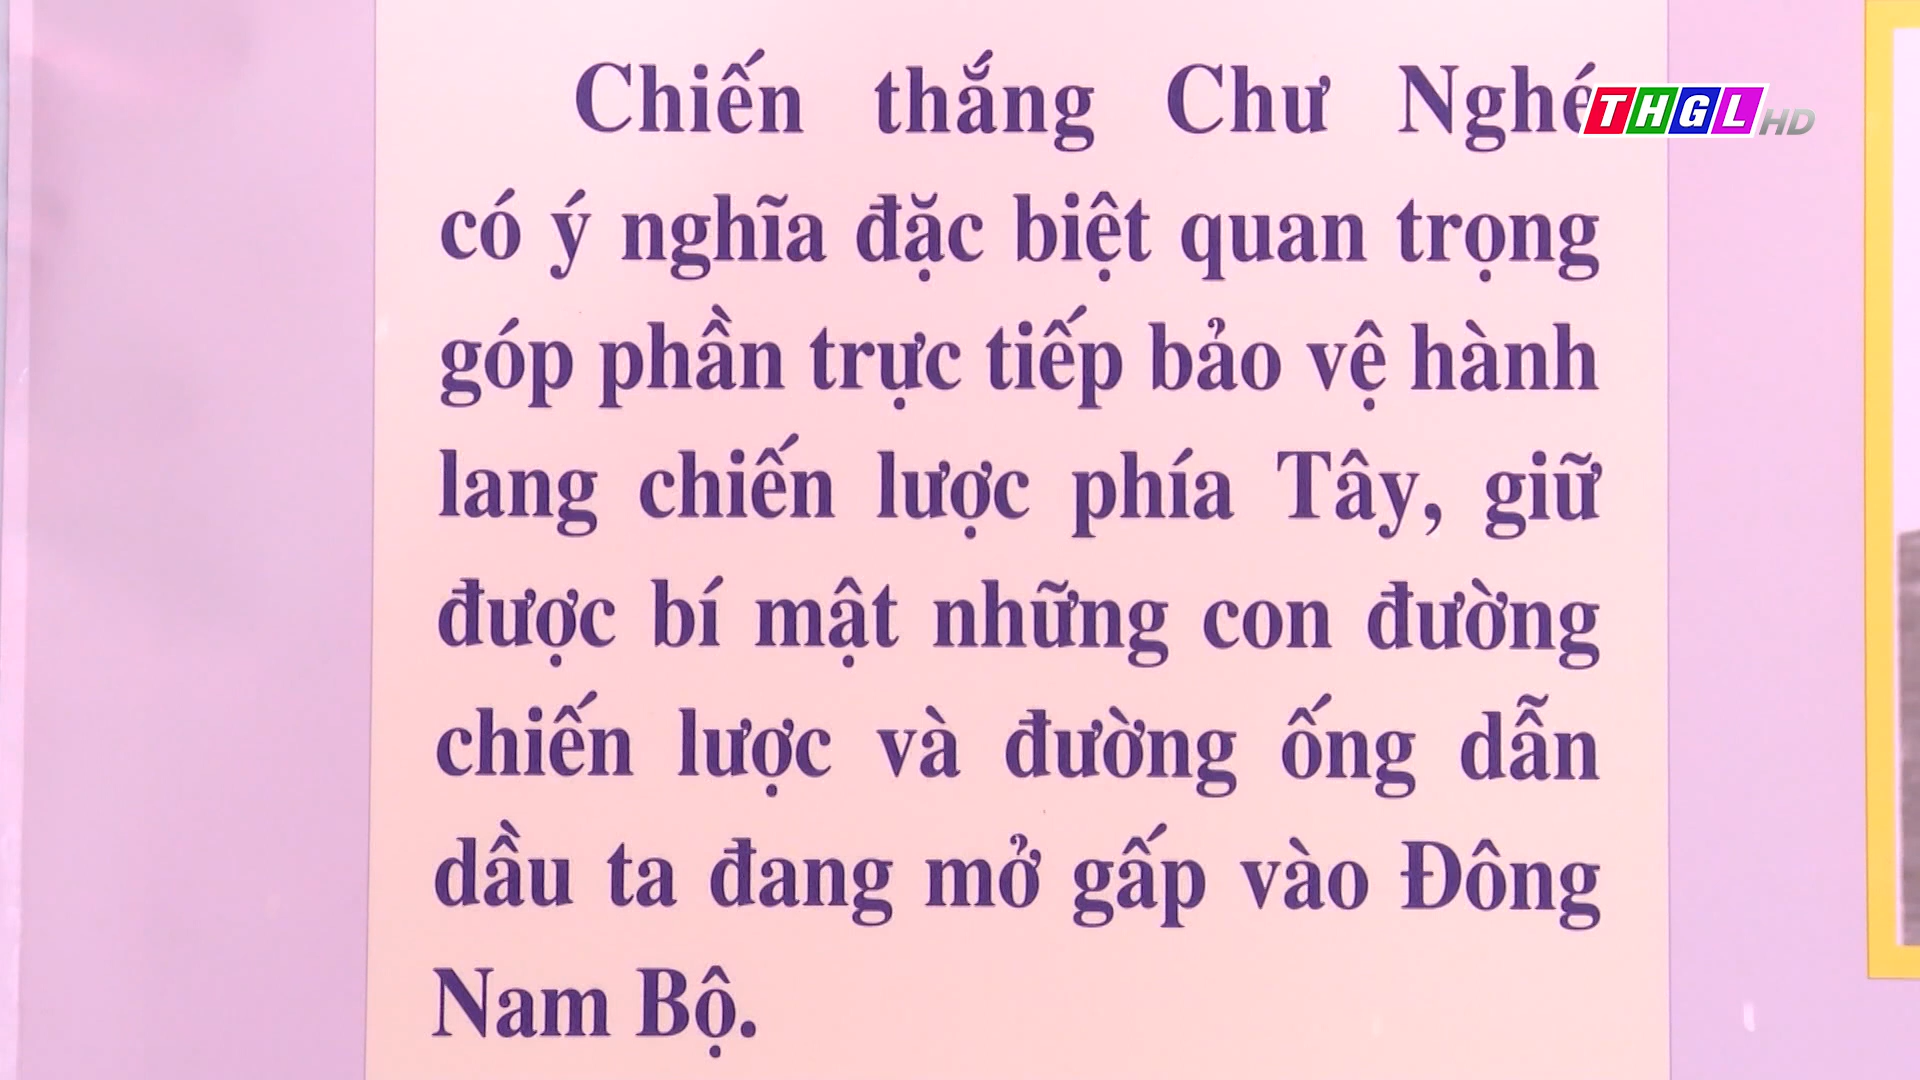 Chiến thắng Chư Nghé
THGL HD
có ý nghĩa đặc biệt quan trọng
góp phần trực tiếp bảo vệ hành
lang chiến lược phía Tây, giữ
được bí mật những con đường
chiến lược và đường ống dẫn
dầu ta đang mở gấp vào Đông
Nam Bộ.